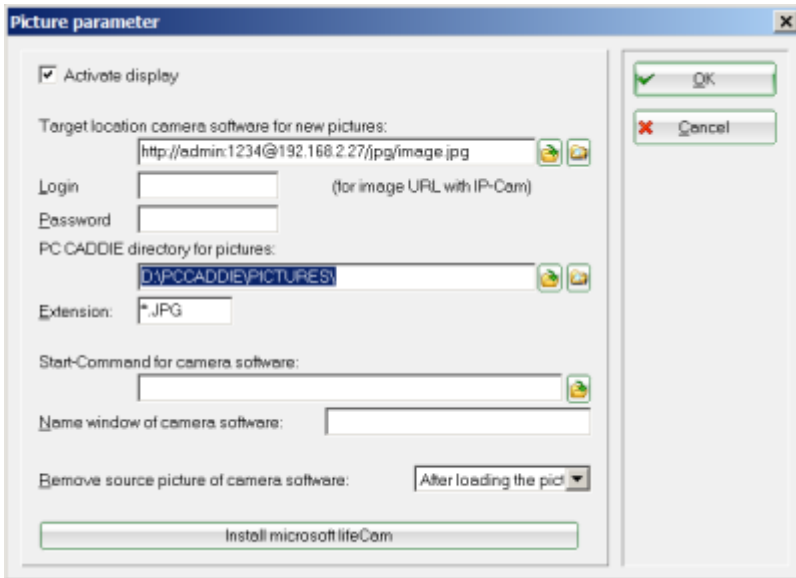 Picture parameter
Activate display
OK
Cancel
Target location camera software for new pictures:
http://admin:1234@192.168.2.27/jpg/image.jpg
Login (for image URL with IP-Cam)
Password
PC CADDIE directory for pictures:
D:\PCCADDIE\PICTURES\
Extension: *.JPG
Start-Command for camera software:
Name window of camera software:
Remove source picture of camera software: After loading the pict
Install microsoft lifeCam